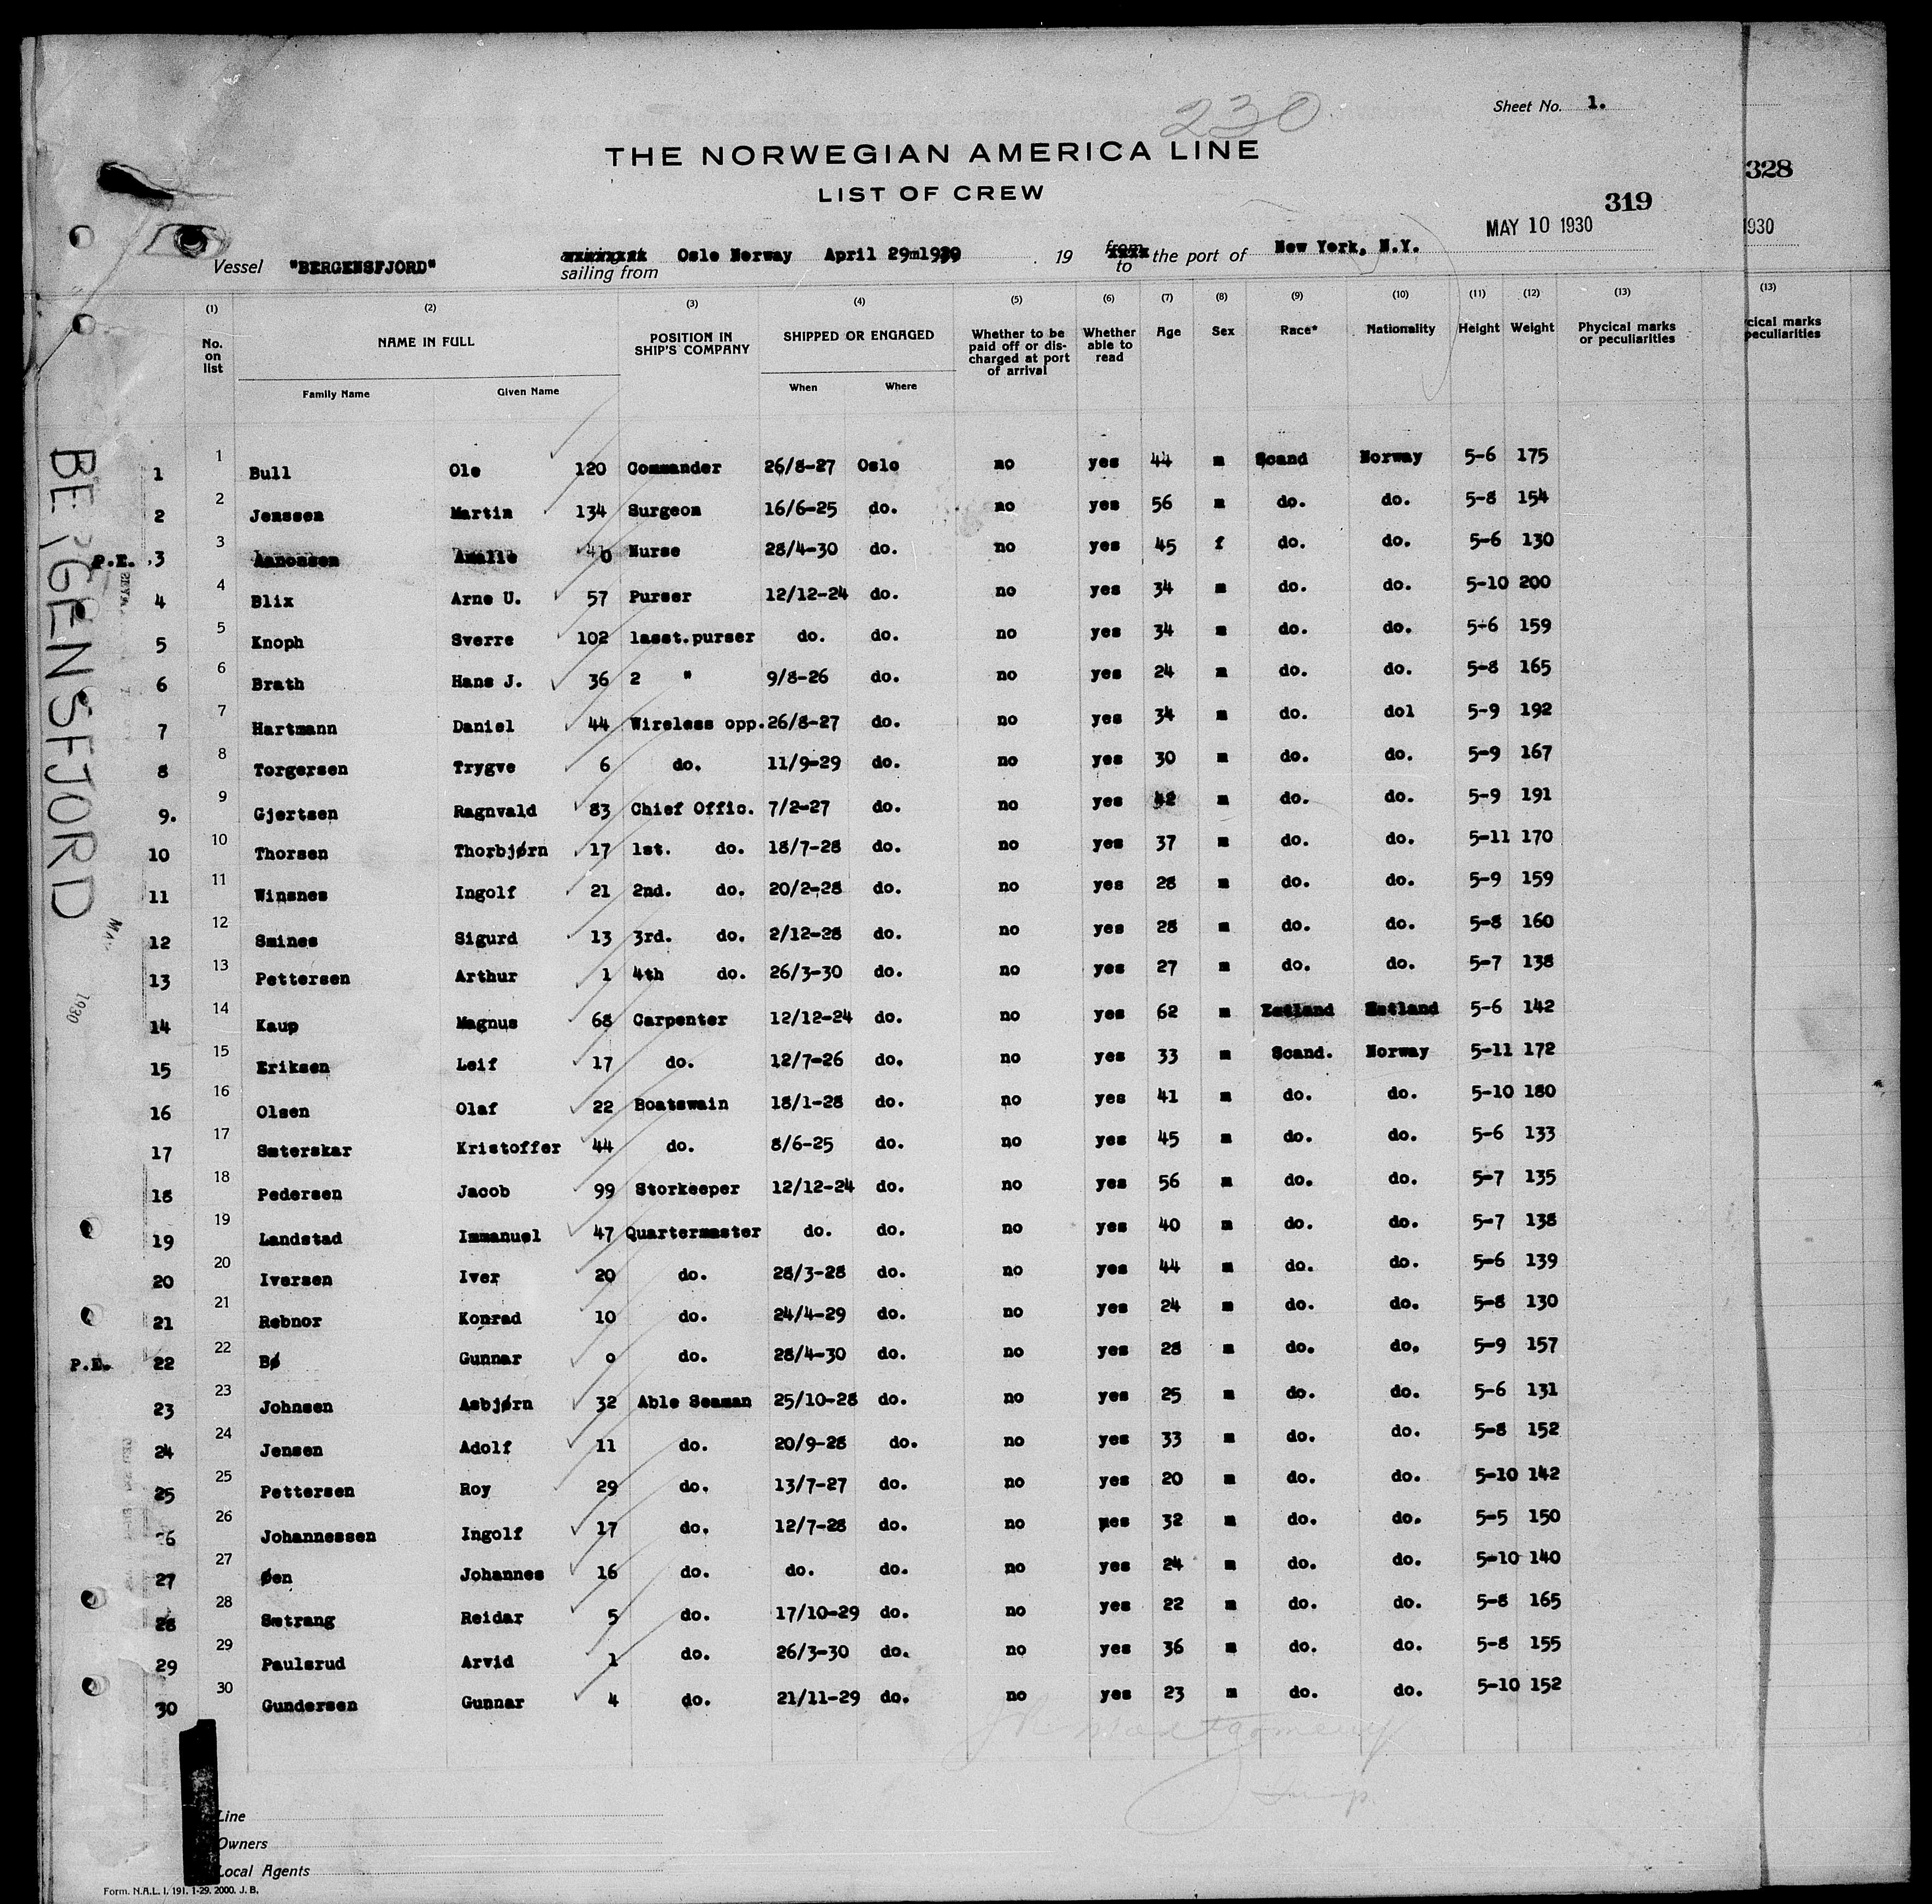 230
Sheet No. 1.
THE NORWEGIAN AMERICA LINE
LIST OF CREW
328
319
MAY 10 1930
1930
Vessel "BERGENSFJORD" sailing from Oslo Norway April 29m1930 19 from to the port of New York, N.Y.
(1) (2) (3) (4) (5) (6) (7) (8) (9) (10) (11) (12) (13) (13)
No. on list NAME IN FULL POSITION IN SHIP'S COMPANY SHIPPED OR ENGAGED Whether to be paid off or discharged at port of arrival Whether able to read Age Sex Race* Nationality Height Weight Phycical marks or peculiarities cical marks peculiarities
Family Name Given Name When Where
1 1 Bull Ole 120 Commander 26/8-27 Oslo no yes 44 m Scand Norway 5-6 175
2 2 Jenssen Martin 134 Surgeon 16/6-25 do. no yes 56 m do. do. 5-8 154
P.E. 3 3 Aanonsen Amalie 0 Nurse 28/4-30 do. no yes 45 f do. do. 5-6 130
4 4 Blix Arne U. 57 Purser 12/12-24 do. no yes 34 m do. do. 5-10 200
5 5 Knoph Sverre 102 1asst.purser do. do. no yes 34 m do. do. 5-6 159
6 6 Brath Hans J. 36 2 " 9/8-26 do. no yes 24 m do. do. 5-8 165
7 7 Hartmann Daniel 44 Wireless opp. 26/8-27 do. no yes 34 m do. do1 5-9 192
8 8 Torgersen Trygve 6 do. 11/9-29 do. no yes 30 m do. do. 5-9 167
9. 9 Gjertsen Ragnvald 83 Chief Offic. 7/2-27 do. no yes 42 m do. do. 5-9 191
10 10 Thorsen Thorbjørn 17 1st. do. 18/7-28 do. no yes 37 m do. do. 5-11 170
11 11 Winsnes Ingolf 21 2nd. do. 20/2-28 do. no yes 28 m do. do. 5-9 159
12 12 Smines Sigurd 13 3rd. do. 2/12-28 do. no yes 28 m do. do. 5-8 160
13 13 Pettersen Arthur 1 4th do. 26/3-30 do. no yes 27 m do. do. 5-7 138
14 14 Kaup Magnus 68 Carpenter 12/12-24 do. no yes 62 m Estland Estland 5-6 142
15 15 Eriksen Leif 17 do. 12/7-26 do. no yes 33 m Scand. Norway 5-11 172
16 16 Olsen Olaf 22 Boatswain 18/1-28 do. no yes 41 m do. do. 5-10 180
17 17 Sæterskar Kristoffer 44 do. 8/6-25 do. no yes 45 m do. do. 5-6 133
18 18 Pedersen Jacob 99 Storkeeper 12/12-24 do. no yes 56 m do. do. 5-7 135
19 19 Landstad Immanuel 47 Quartermaster do. do. no yes 40 m do. do. 5-7 138
20 20 Iversen Iver 20 do. 28/3-28 do. no yes 44 m do. do. 5-6 139
21 21 Rebnor Konrad 10 do. 24/4-29 do. no yes 24 m do. do. 5-8 130
P.E. 22 22 Bø Gunnar o do. 28/4-30 do. no yes 28 m do. do. 5-9 157
23 23 Johnsen Asbjørn 32 Able Seaman 25/10-28 do. no yes 25 m do. do. 5-6 131
24 24 Jensen Adolf 11 do. 20/9-28 do. no yes 33 m do. do. 5-8 152
25 25 Pettersen Roy 29 do. 13/7-27 do. no yes 20 m do. do. 5-10 142
26 26 Johannessen Ingolf 17 do. 12/7-28 do. no yes 32 m do. do. 5-5 150
27 27 Øen Johannes 16 do. do. do. no yes 24 m do. do. 5-10 140
28 28 Sætrang Reidar 5 do. 17/10-29 do. no yes 22 m do. do. 5-8 165
29 29 Paulsrud Arvid 1 do. 26/3-30 do. no yes 36 m do. do. 5-8 155
30 30 Gundersen Gunnar 4 do. 21/11-29 do. no yes 23 m do. do. 5-10 152
BERGENSFJORD
1930
Line
Owners
Local Agents
Form. N.A.L. I. 191. 1-29. 2000. J. B.